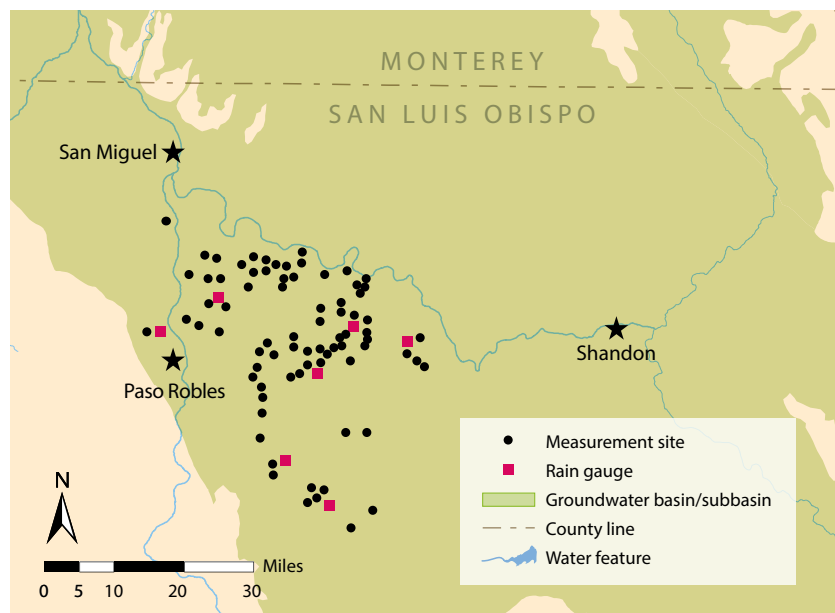 MONTEREY
SAN LUIS OBISPO
San Miguel
Shandon
Paso Robles
Measurement site
Rain gauge
Groundwater basin/subbasin
County line
Water feature
N
Miles
0 5 10 20 30